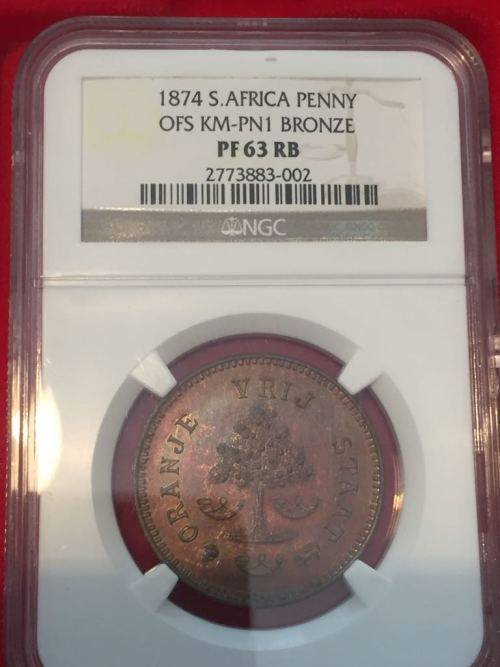 1874 S.AFRICA PENNY
OFS KM-PN1 BRONZE
PF 63 RB
2773883-002
NGC
ORANJE VRIJ STAAT